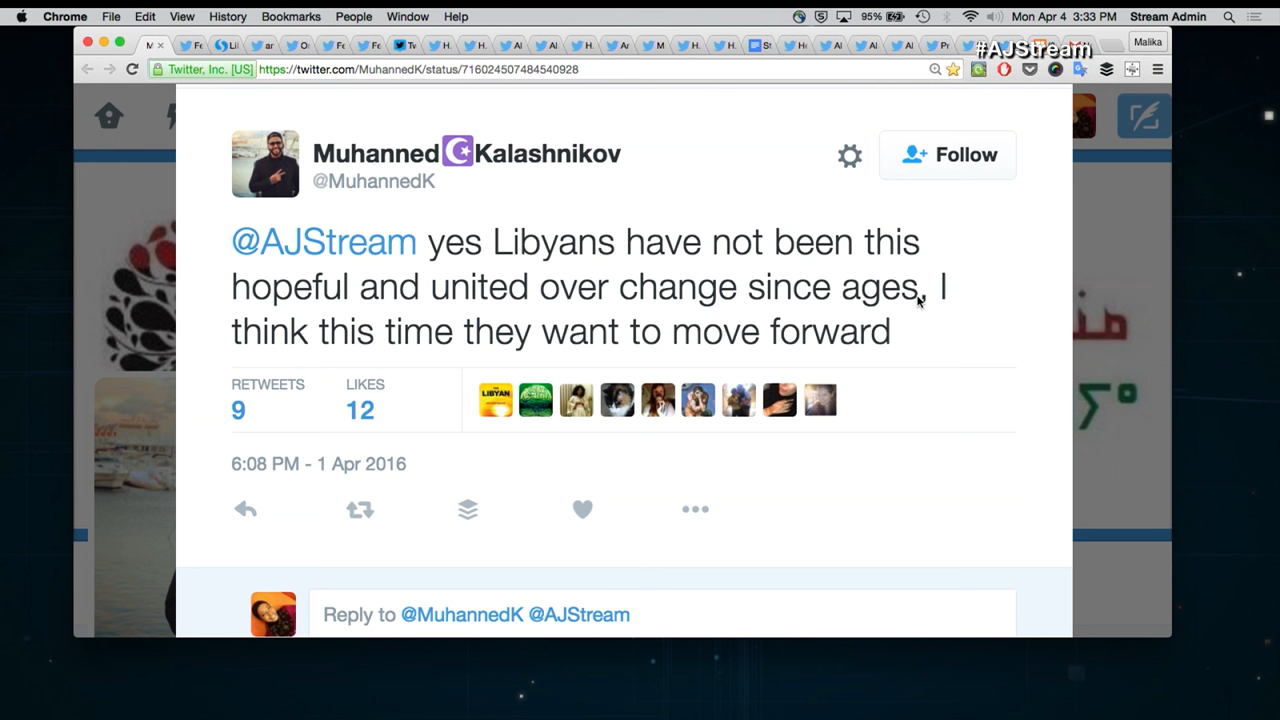 Chrome File Edit View History Bookmarks People Window Help 95% Mon Apr 4 3:33 PM Stream Admin
Malika
#AJStream
Twitter, Inc. [US] https://twitter.com/MuhannedK/status/716024507484540928
Muhanned☪Kalashnikov
@MuhannedK
Follow
@AJStream yes Libyans have not been this
hopeful and united over change since ages, I
think this time they want to move forward
RETWEETS LIKES
9 12
LIBYAN
6:08 PM - 1 Apr 2016
Reply to @MuhannedK @AJStream